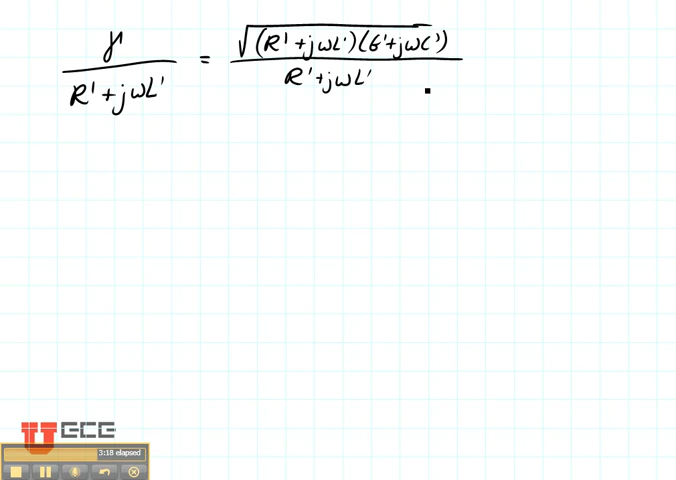 γ / (R' + jωL') = √((R' + jωL')(G' + jωC')) / (R' + jωL')
U ECE
3:18 elapsed